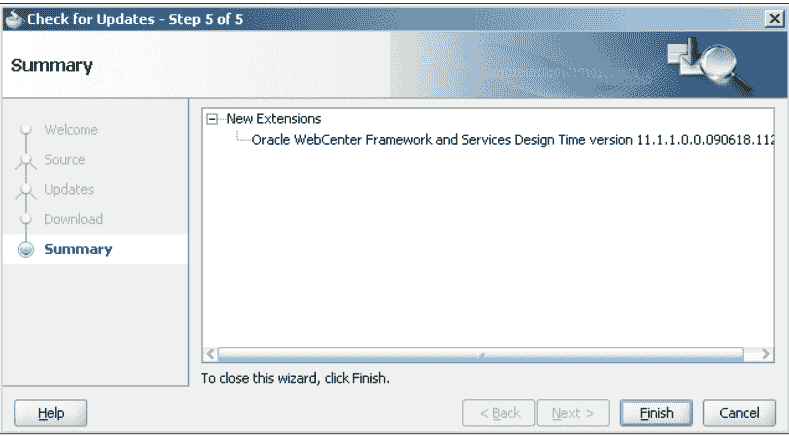 Check for Updates - Step 5 of 5
Summary
Welcome
Source
Updates
Download
Summary
New Extensions
Oracle WebCenter Framework and Services Design Time version 11.1.1.0.0.090618.112
To close this wizard, click Finish.
Help
< Back
Next >
Finish
Cancel